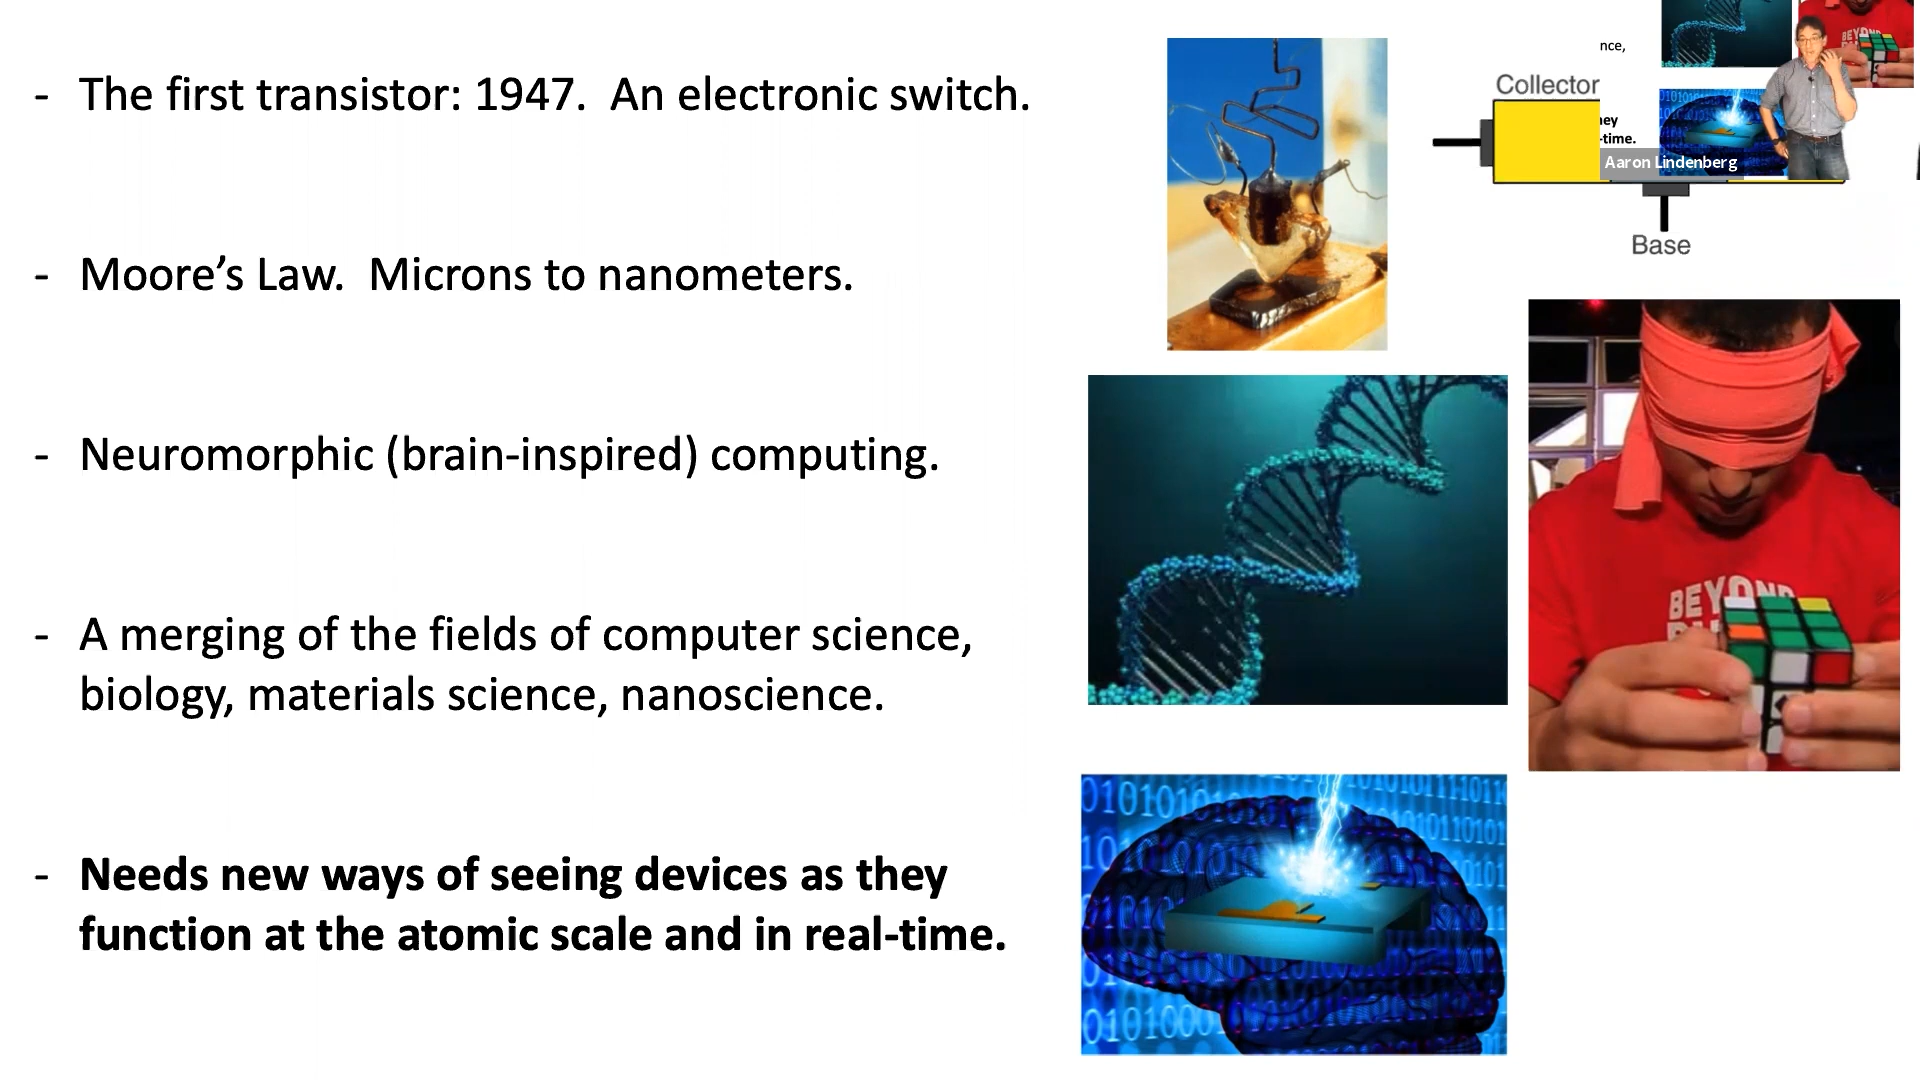 - The first transistor: 1947.  An electronic switch.
- Moore’s Law.  Microns to nanometers.
- Neuromorphic (brain-inspired) computing.
- A merging of the fields of computer science,
biology, materials science, nanoscience.
- Needs new ways of seeing devices as they
function at the atomic scale and in real-time.
Collector
Base
nce,
hey
-time.
Aaron Lindenberg
BEYOND